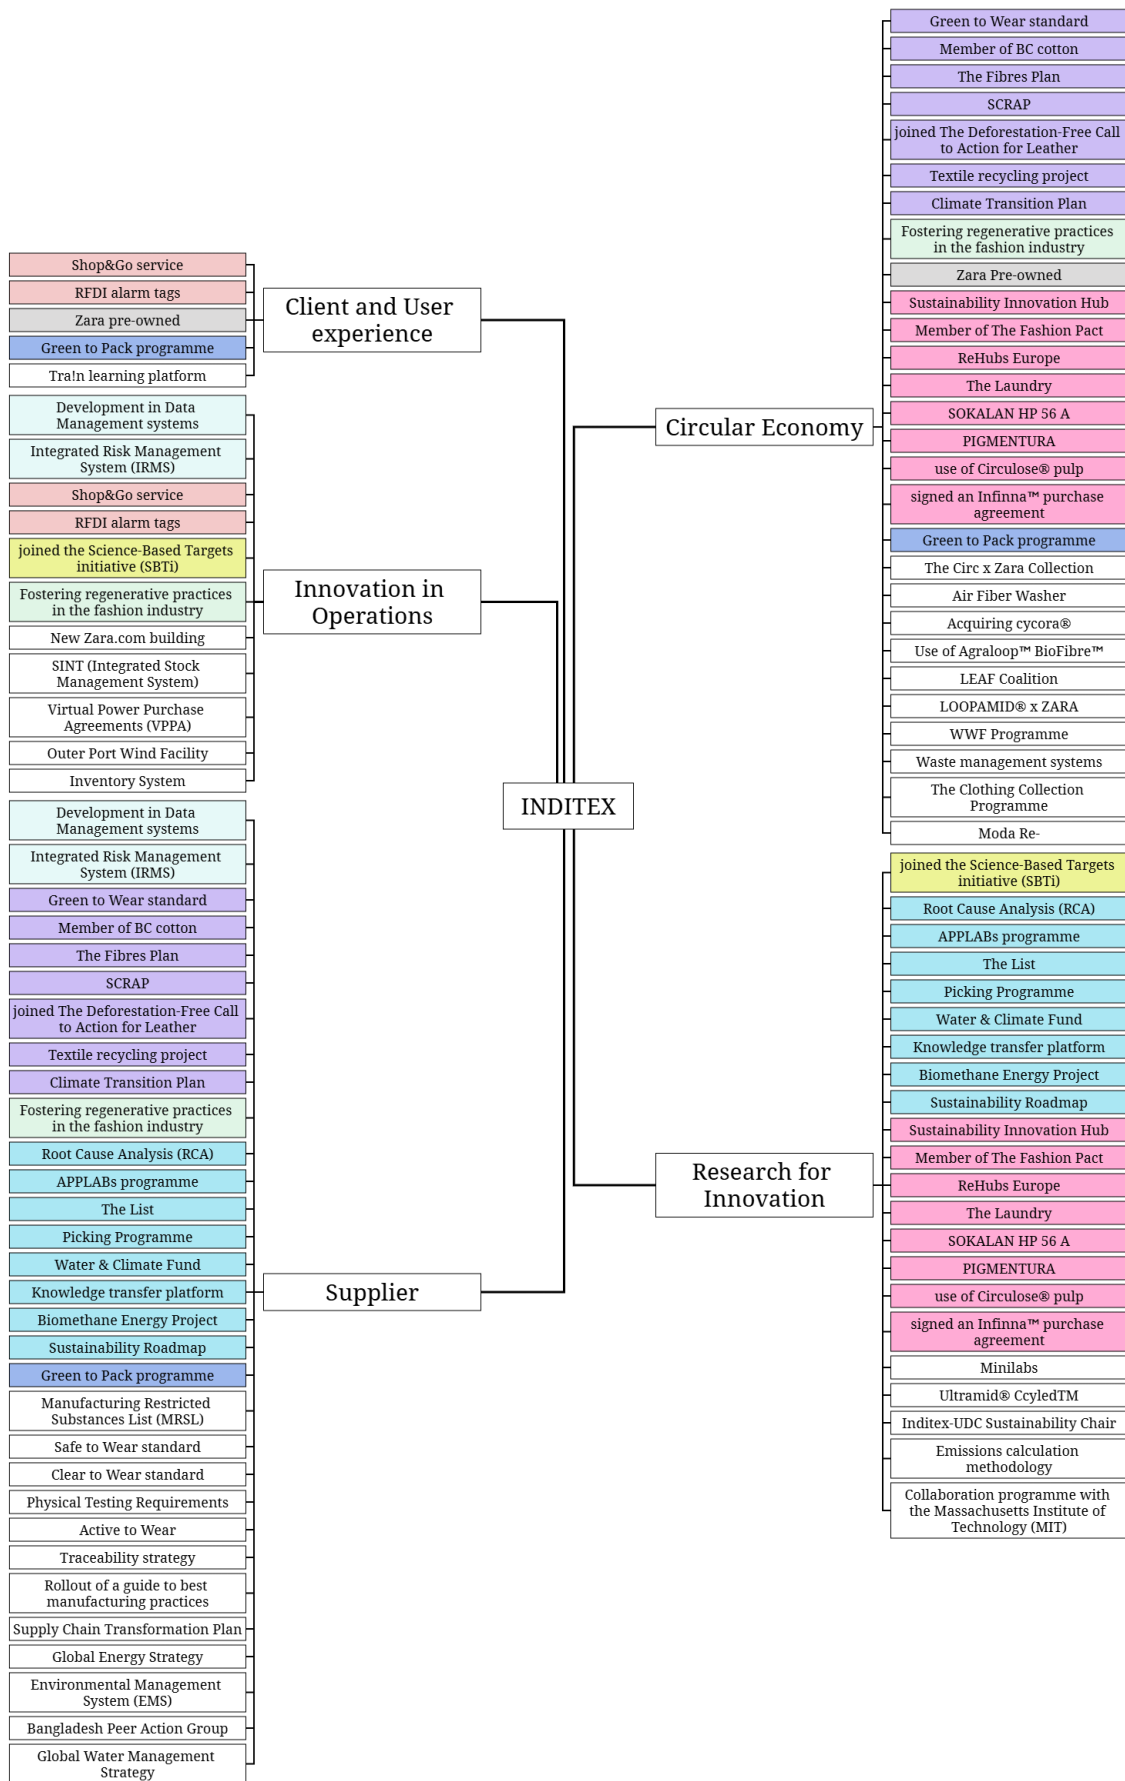 Shop&Go service
RFDI alarm tags
Zara pre-owned
Green to Pack programme
Tra!n learning platform
Client and User
experience
Development in Data
Management systems
Integrated Risk Management
System (IRMS)
Shop&Go service
RFDI alarm tags
joined the Science-Based Targets
initiative (SBTi)
Fostering regenerative practices
in the fashion industry
New Zara.com building
SINT (Integrated Stock
Management System)
Virtual Power Purchase
Agreements (VPPA)
Outer Port Wind Facility
Inventory System
Innovation in
Operations
Development in Data
Management systems
Integrated Risk Management
System (IRMS)
Green to Wear standard
Member of BC cotton
The Fibres Plan
SCRAP
joined The Deforestation-Free Call
to Action for Leather
Textile recycling project
Climate Transition Plan
Fostering regenerative practices
in the fashion industry
Root Cause Analysis (RCA)
APPLABs programme
The List
Picking Programme
Water & Climate Fund
Knowledge transfer platform
Biomethane Energy Project
Sustainability Roadmap
Green to Pack programme
Manufacturing Restricted
Substances List (MRSL)
Safe to Wear standard
Clear to Wear standard
Physical Testing Requirements
Active to Wear
Traceability strategy
Rollout of a guide to best
manufacturing practices
Supply Chain Transformation Plan
Global Energy Strategy
Environmental Management
System (EMS)
Bangladesh Peer Action Group
Global Water Management
Strategy
Supplier
INDITEX
Circular Economy
Green to Wear standard
Member of BC cotton
The Fibres Plan
SCRAP
joined The Deforestation-Free Call
to Action for Leather
Textile recycling project
Climate Transition Plan
Fostering regenerative practices
in the fashion industry
Zara Pre-owned
Sustainability Innovation Hub
Member of The Fashion Pact
ReHubs Europe
The Laundry
SOKALAN HP 56 A
PIGMENTURA
use of Circulose® pulp
signed an Infinna™ purchase
agreement
Green to Pack programme
The Circ x Zara Collection
Air Fiber Washer
Acquiring cycora®
Use of Agraloop™ BioFibre™
LEAF Coalition
LOOPAMID® x ZARA
WWF Programme
Waste management systems
The Clothing Collection
Programme
Moda Re-
Research for
Innovation
joined the Science-Based Targets
initiative (SBTi)
Root Cause Analysis (RCA)
APPLABs programme
The List
Picking Programme
Water & Climate Fund
Knowledge transfer platform
Biomethane Energy Project
Sustainability Roadmap
Sustainability Innovation Hub
Member of The Fashion Pact
ReHubs Europe
The Laundry
SOKALAN HP 56 A
PIGMENTURA
use of Circulose® pulp
signed an Infinna™ purchase
agreement
Minilabs
Ultramid® CcyledTM
Inditex-UDC Sustainability Chair
Emissions calculation
methodology
Collaboration programme with
the Massachusetts Institute of
Technology (MIT)